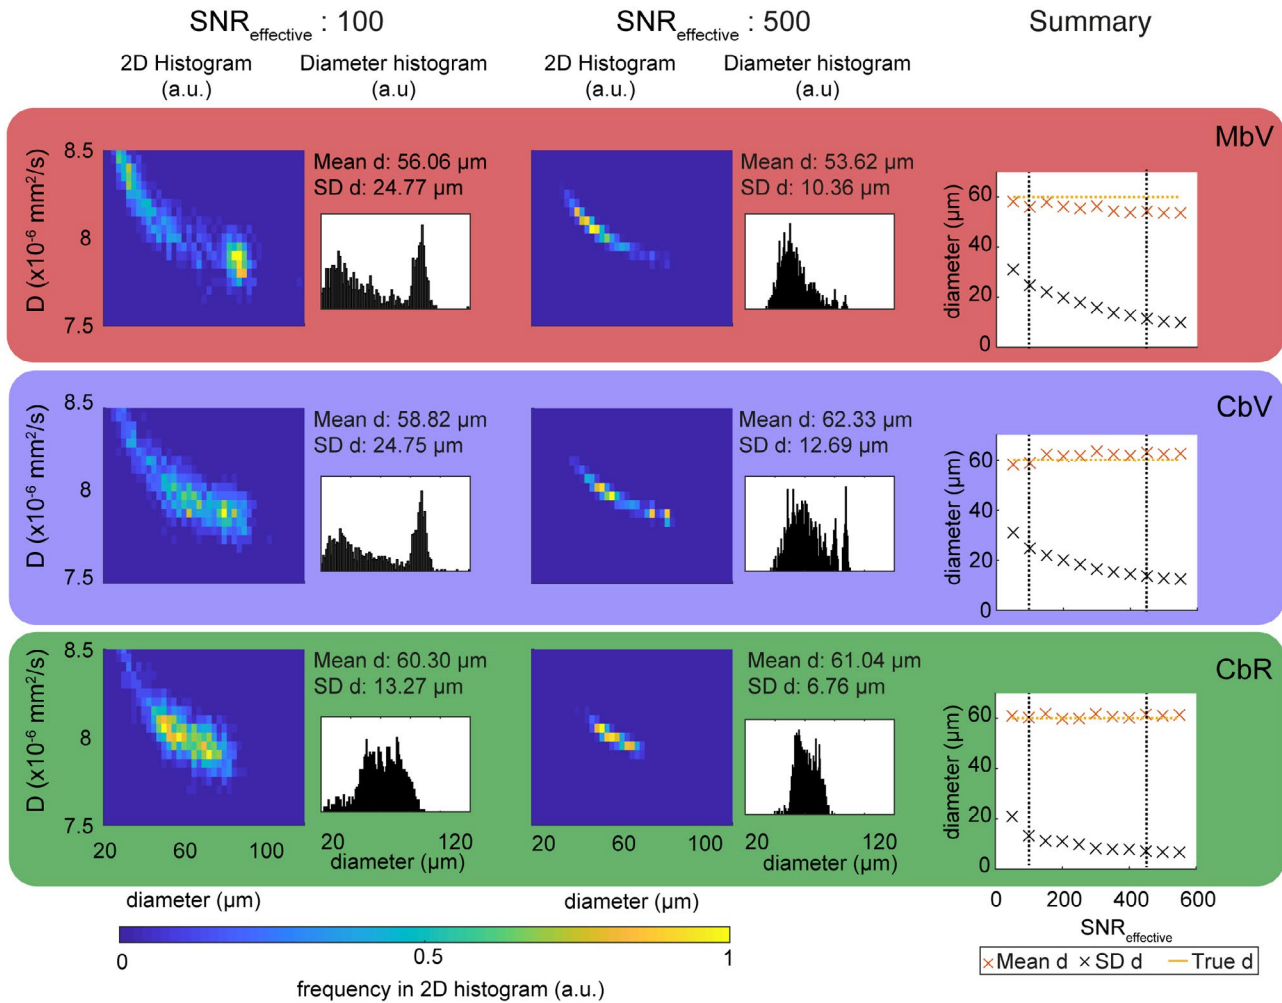 SNReffective : 100
SNReffective : 500
Summary
2D Histogram
(a.u.)
Diameter histogram
(a.u)
2D Histogram
(a.u.)
Diameter histogram
(a.u)
MbV
D (x10⁻⁶ mm²/s)
8.5
8
7.5
Mean d: 56.06 µm
SD d: 24.77 µm
Mean d: 53.62 µm
SD d: 10.36 µm
diameter (µm)
60
40
20
0
CbV
D (x10⁻⁶ mm²/s)
8.5
8
7.5
Mean d: 58.82 µm
SD d: 24.75 µm
Mean d: 62.33 µm
SD d: 12.69 µm
diameter (µm)
60
40
20
0
CbR
D (x10⁻⁶ mm²/s)
8.5
8
7.5
Mean d: 60.30 µm
SD d: 13.27 µm
Mean d: 61.04 µm
SD d: 6.76 µm
diameter (µm)
60
40
20
0
20 60 100
20 120
diameter (µm)
20 60 100
20 120
diameter (µm)
0 200 400 600
SNReffective
diameter (µm)
diameter (µm)
Mean d SD d True d
0 0.5 1
frequency in 2D histogram (a.u.)